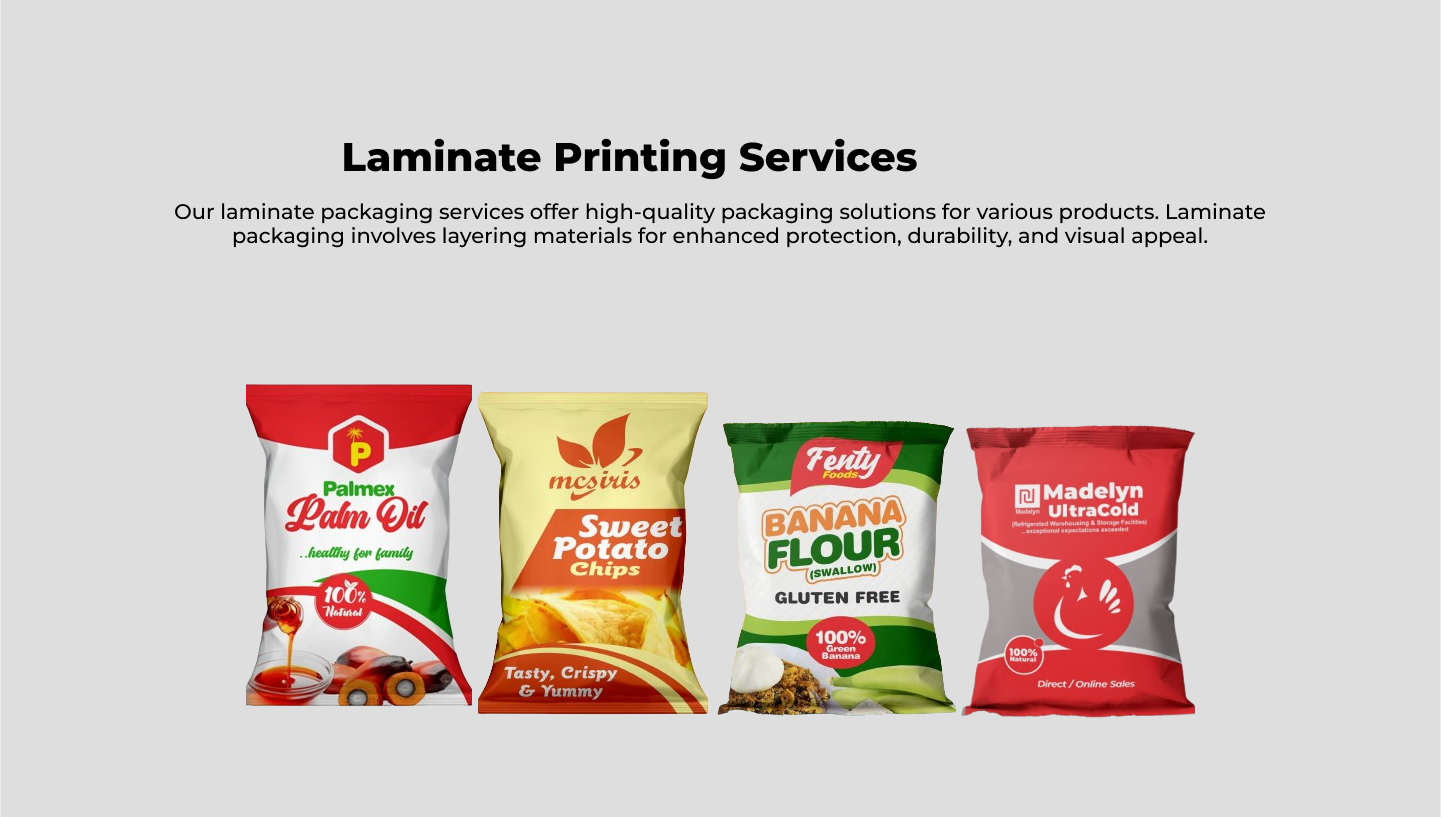 Laminate Printing Services
Our laminate packaging services offer high-quality packaging solutions for various products. Laminate
packaging involves layering materials for enhanced protection, durability, and visual appeal.
P
Palmex
Palm Oil
..healthy for family
100%
Natural
mcsiris
Sweet
Potato
Chips
Tasty, Crispy
& Yummy
Fenty
Foods
BANANA
FLOUR
(SWALLOW)
GLUTEN FREE
100%
Green
Banana
Madelyn
Madelyn
UltraCold
(Refrigerated Warehousing & Storage Facilities)
...exceptional expectations exceeded
100%
Natural
Direct / Online Sales